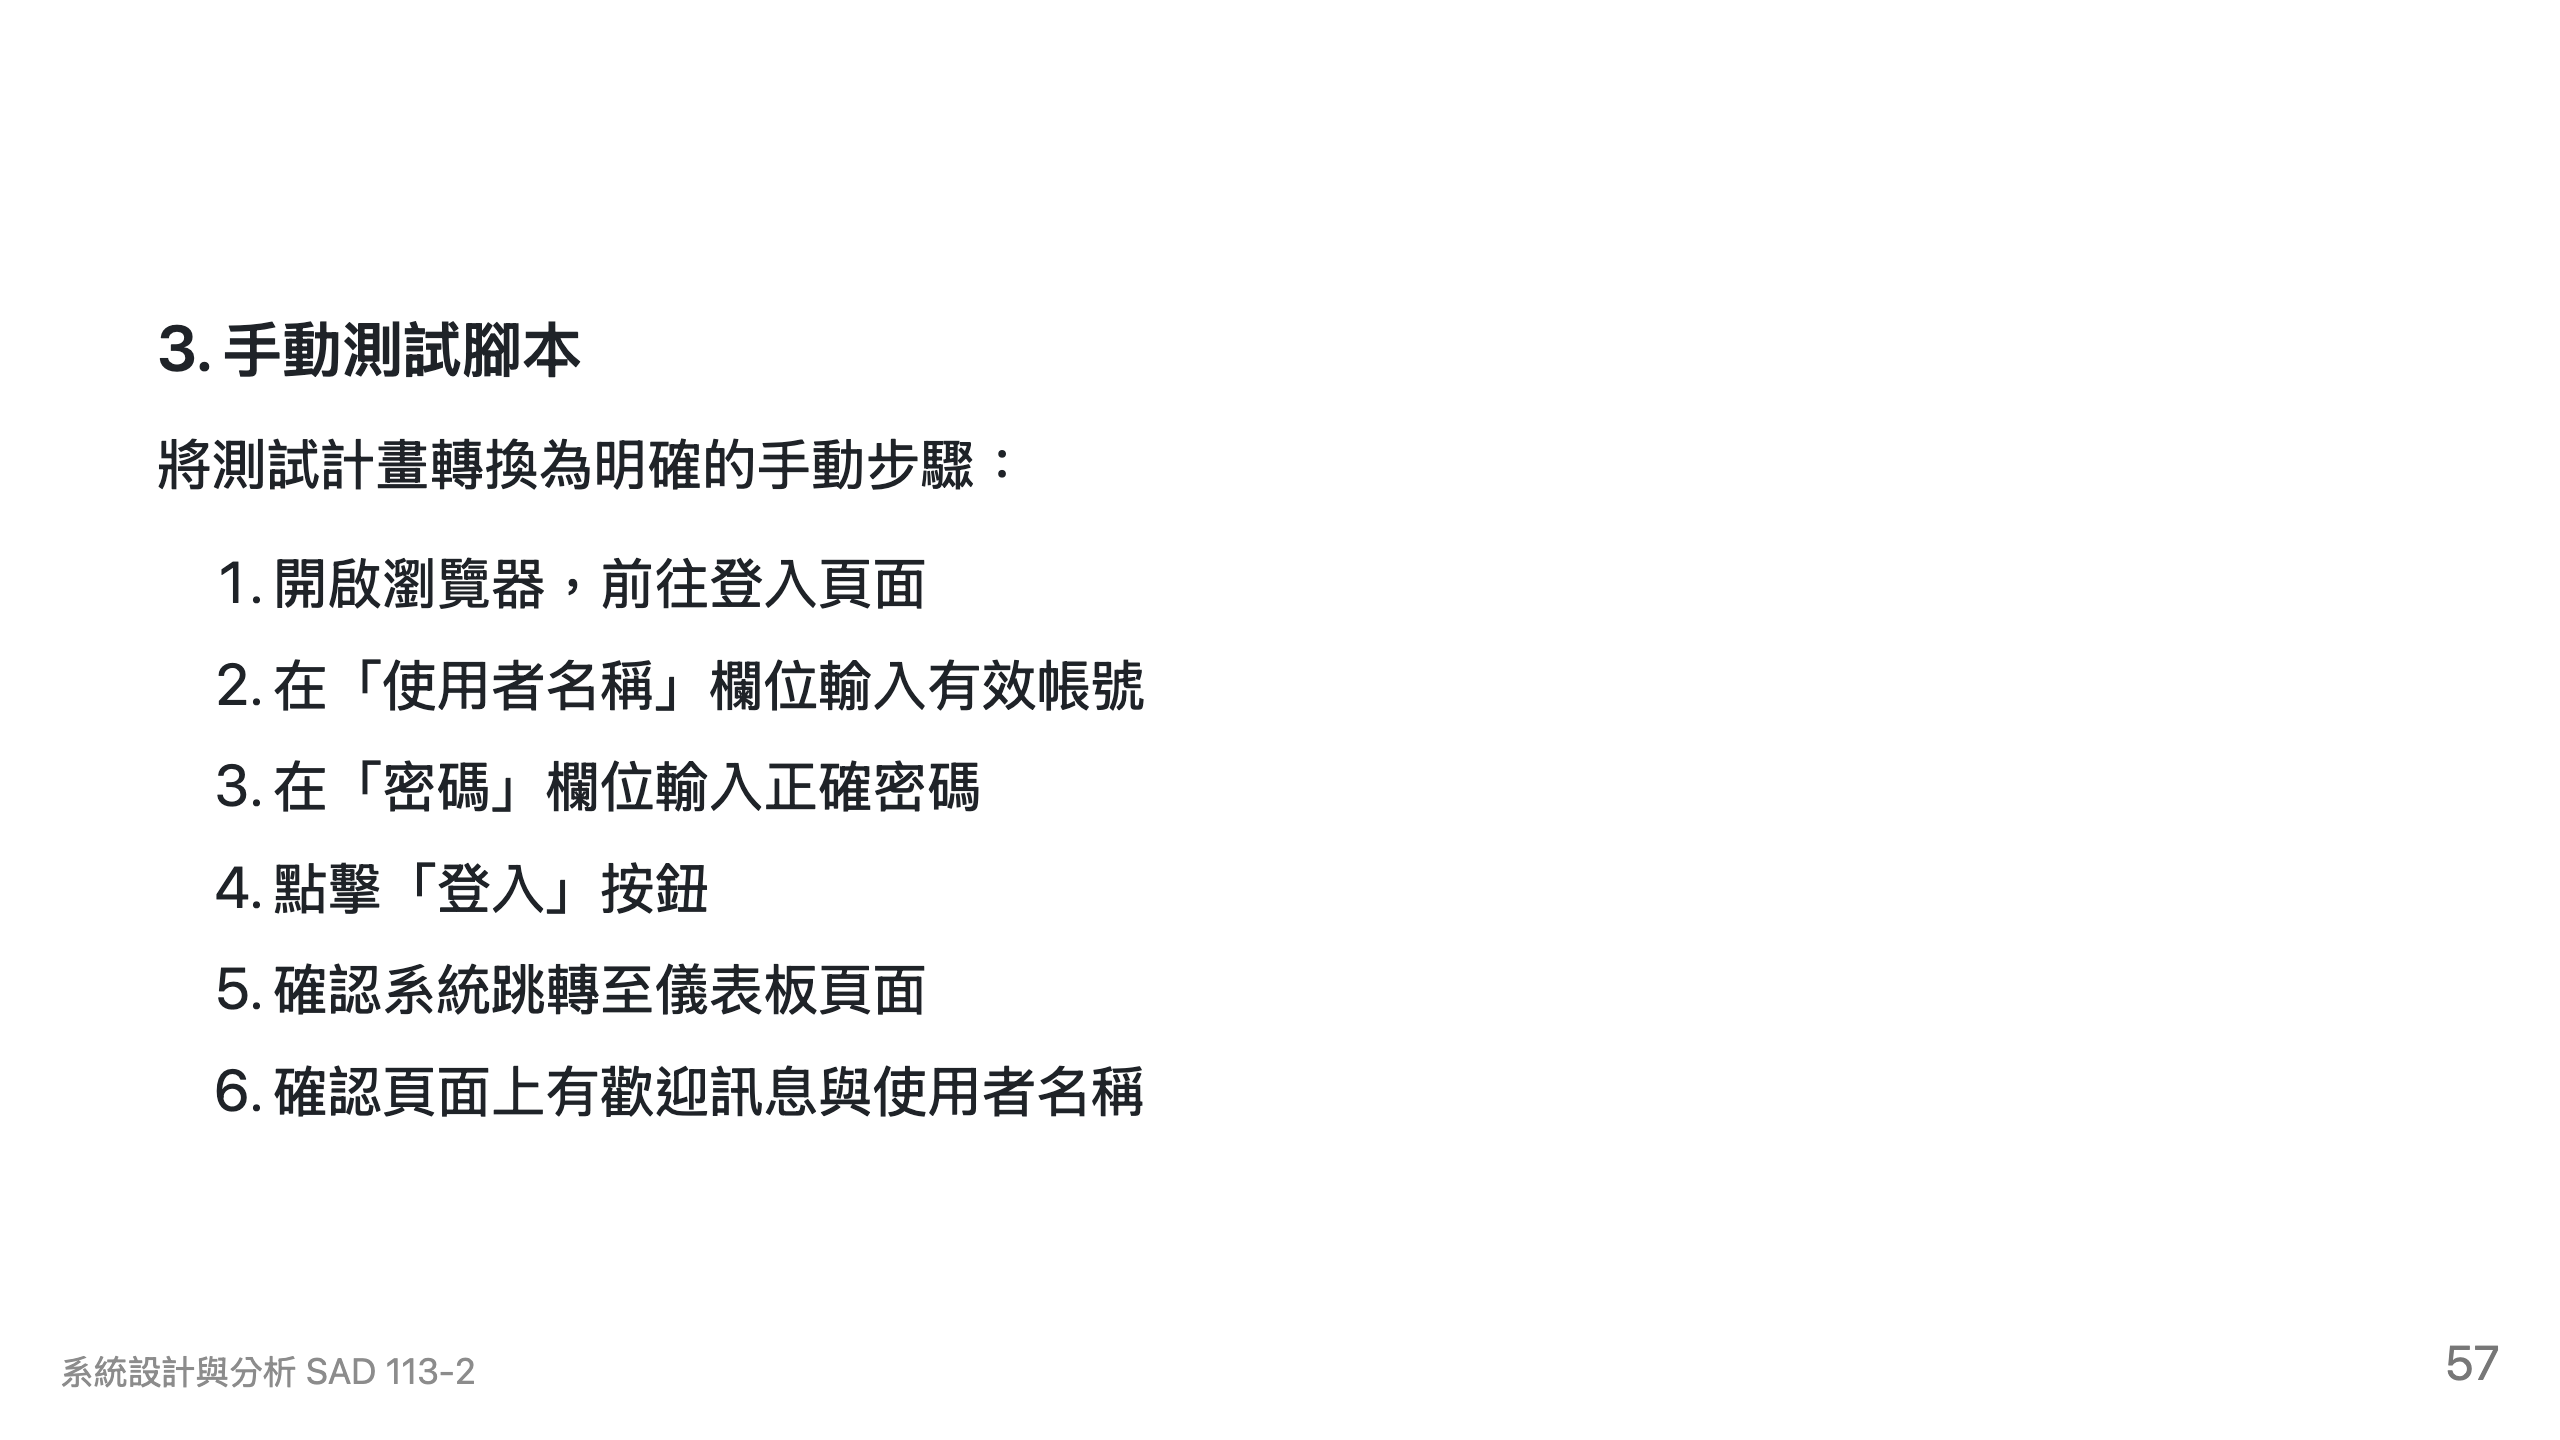 3. 手動測試腳本
將測試計畫轉換為明確的手動步驟：
1. 開啟瀏覽器，前往登入頁面
2. 在「使用者名稱」欄位輸入有效帳號
3. 在「密碼」欄位輸入正確密碼
4. 點擊「登入」按鈕
5. 確認系統跳轉至儀表板頁面
6. 確認頁面上有歡迎訊息與使用者名稱
系統設計與分析 SAD 113-2
57